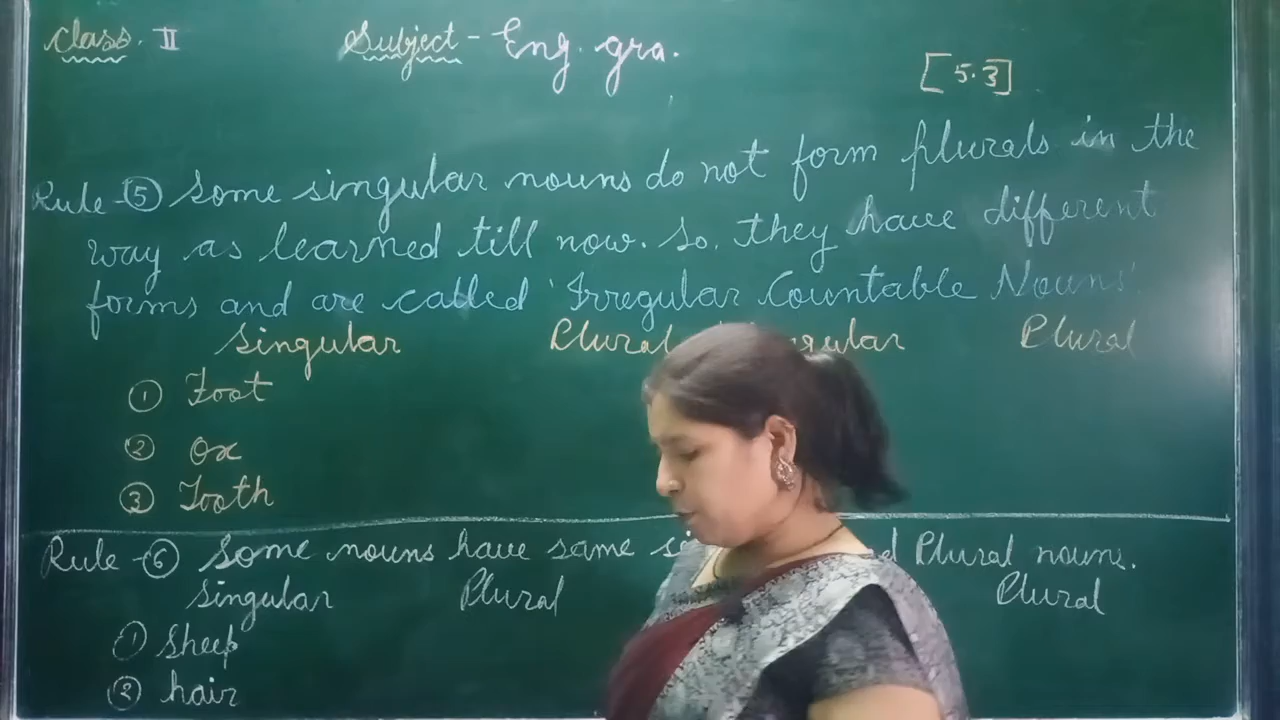 Class. II Subject - Eng. gra.
[5.3]
Rule-⑤ Some singular nouns do not form plurals in the
way as learned till now. So, they have different
forms and are called 'Irregular Countable Nouns'.
Singular Plural Plural
① Foot
② Ox
③ Tooth
Rule-⑥ Some nouns have same Plural nouns.
Singular Plural Plural
① Sheep
② hair